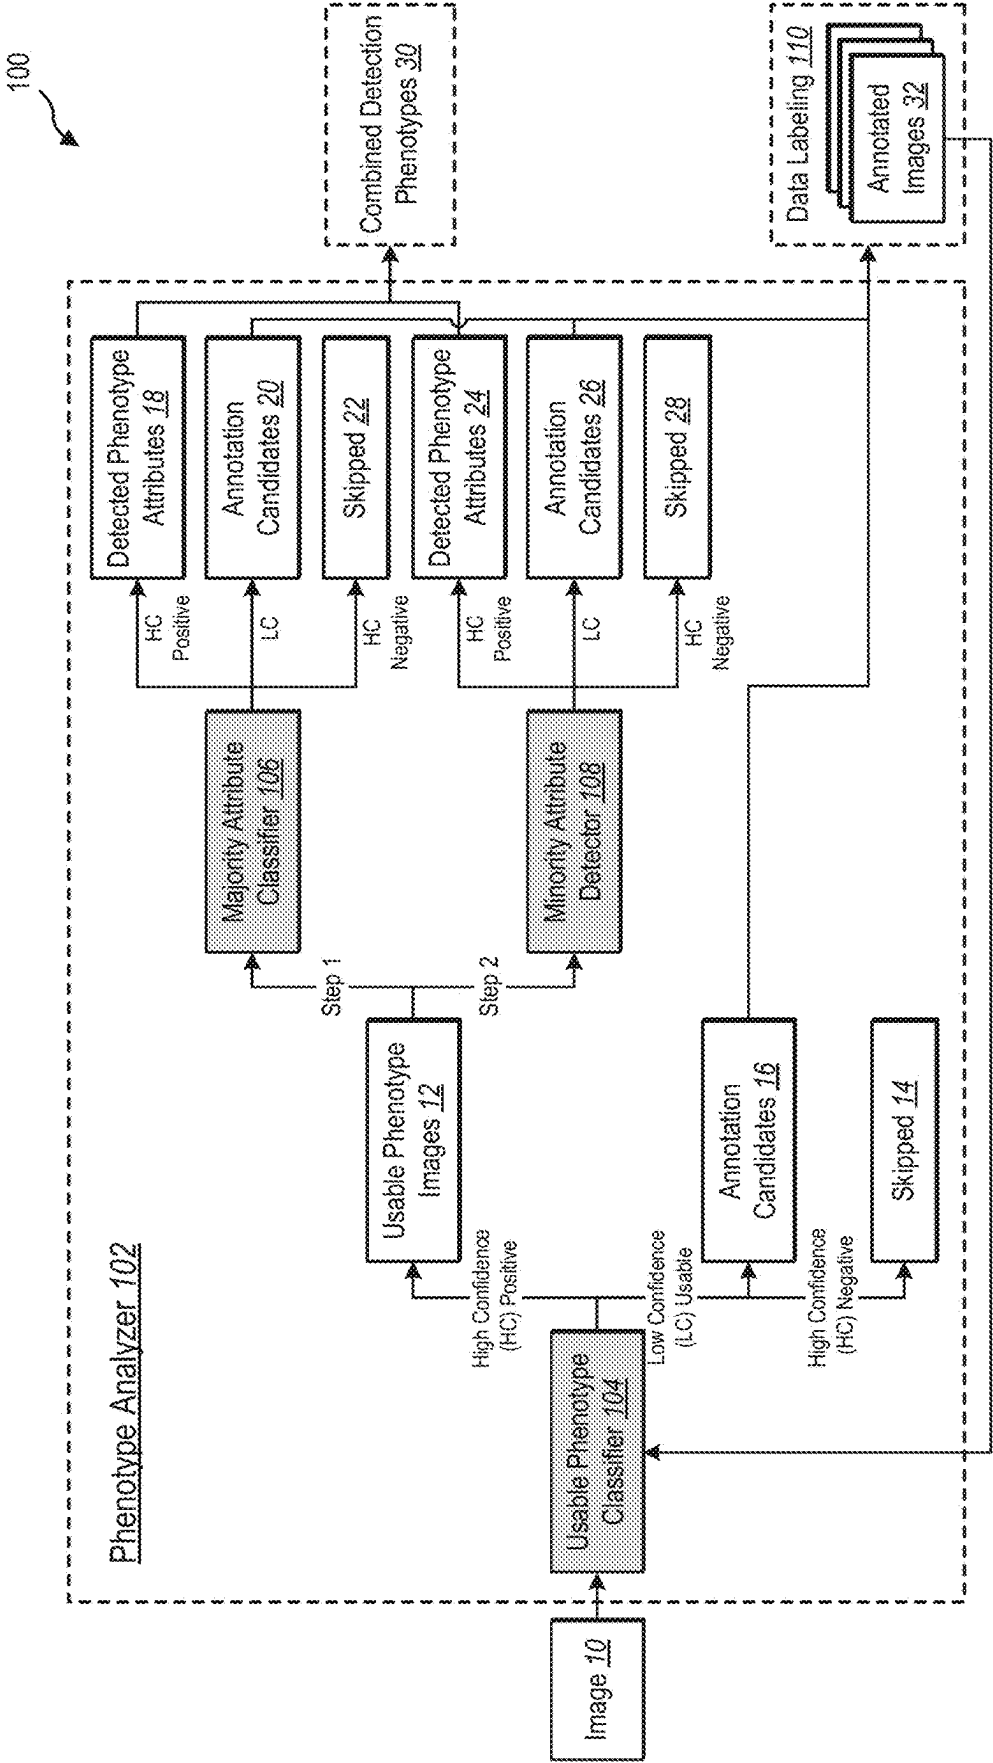 100
Phenotype Analyzer 102
Image 10
Usable Phenotype
Classifier 104
High Confidence
(HC) Positive
Low Confidence
(LC) Usable
High Confidence
(HC) Negative
Usable Phenotype
Images 12
Annotation
Candidates 16
Skipped 14
Step 1
Step 2
Majority Attribute
Classifier 106
Minority Attribute
Detector 108
HC
Positive
LC
HC
Negative
HC
Positive
LC
HC
Negative
Detected Phenotype
Attributes 18
Annotation
Candidates 20
Skipped 22
Detected Phenotype
Attributes 24
Annotation
Candidates 26
Skipped 28
Combined Detection
Phenotypes 30
Data Labeling 110
Annotated
Images 32